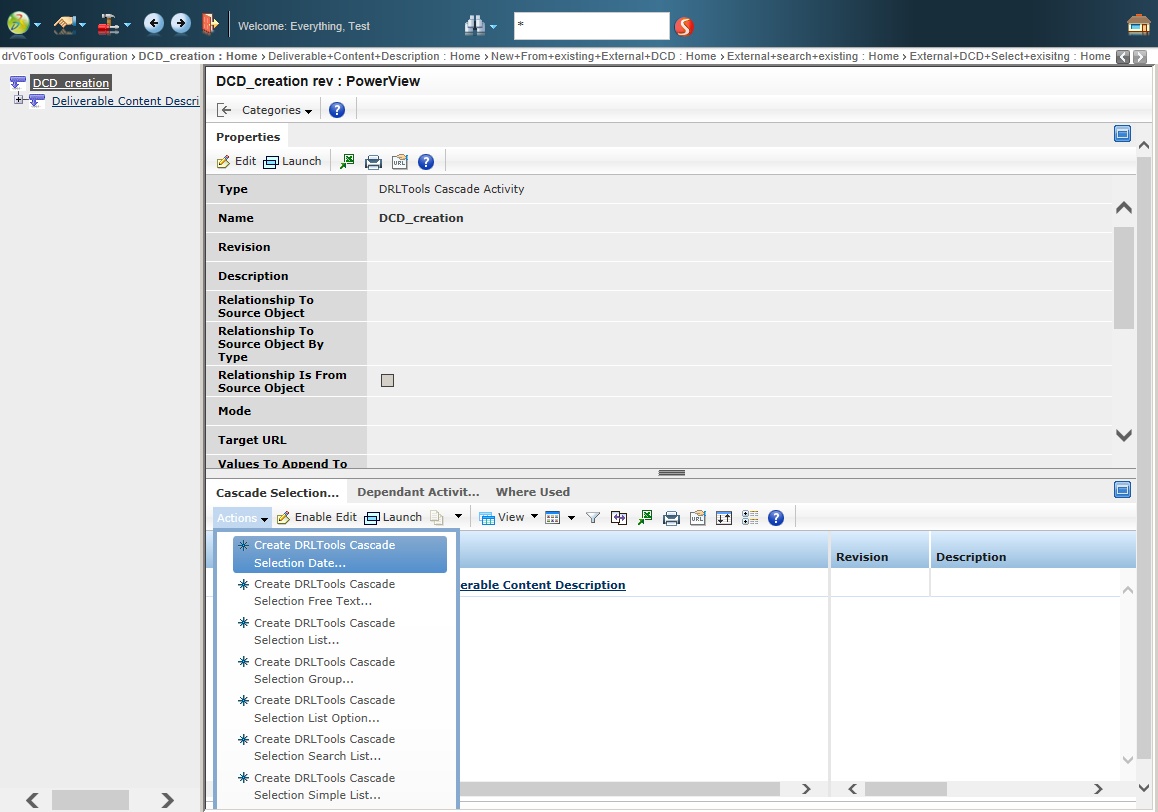 Welcome: Everything, Test
*
drV6Tools Configuration › DCD_creation : Home › Deliverable+Content+Description : Home › New+From+existing+External+DCD : Home › External+search+existing : Home › External+DCD+Select+exisitng : Home
DCD_creation
Deliverable Content Descri
DCD_creation rev : PowerView
Categories
Properties
Edit Launch
Type DRLTools Cascade Activity
Name DCD_creation
Revision
Description
Relationship To
Source Object
Relationship To
Source Object By
Type
Relationship Is From
Source Object
Mode
Target URL
Values To Append To
Cascade Selection... Dependant Activit... Where Used
Actions Enable Edit Launch View
Revision Description
erable Content Description
Create DRLTools Cascade
Selection Date...
Create DRLTools Cascade
Selection Free Text...
Create DRLTools Cascade
Selection List...
Create DRLTools Cascade
Selection Group...
Create DRLTools Cascade
Selection List Option...
Create DRLTools Cascade
Selection Search List...
Create DRLTools Cascade
Selection Simple List...